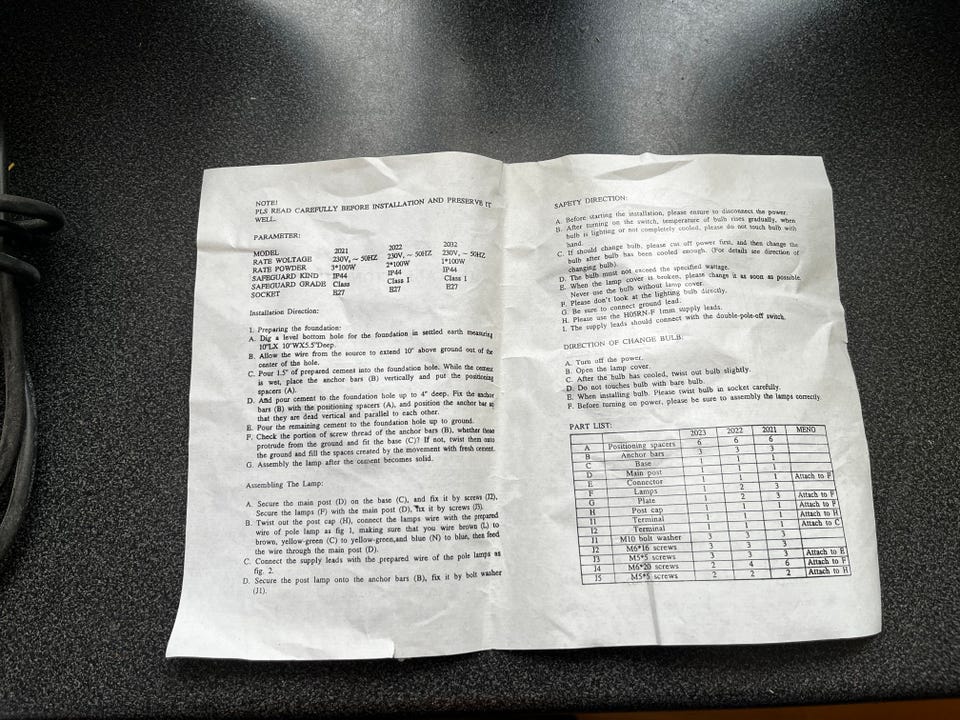 NOTE!
PLS READ CAREFULLY BEFORE INSTALLATION AND PRESERVE IT
WELL.
PARAMETER:
MODEL 2021 2022 2032
RATE WOLTAGE 230V, ~ 50HZ 230V, ~ 50HZ 230V, ~ 50HZ
RATE POWDER 3*100W 2*100W 1*100W
SAFEGUARD KIND IP44 IP44 IP44
SAFEGUARD GRADE Class Class I Class I
SOCKET E27 E27 E27
Installation Direction:
1. Preparing the foundation:
A. Dig a level bottom hole for the foundation in settled earth measuring
10"LX 10"WX5.5"Deep.
B. Allow the wire from the source to extend 10" above ground out of the
center of the hole.
C. Pour 1.5" of prepared cement into the foundation hole. While the cement
is wet, place the anchor bars (B) vertically and put the positioning
spacers (A).
D. Add pour cement to the foundation hole up to 4" deep. Fix the anchor
bars (B) with the positioning spacers (A), and position the anchor bar so
that they are dead vertical and parallel to each other.
E. Pour the remaining cement to the foundation hole up to ground.
F. Check the portion of screw thread of the anchor bars (B), whether these
protrude from the ground and fit the base (C)? If not, twist them onto
the ground and fill the spaces created by the movement with fresh cement.
G. Assembly the lamp after the cement becomes solid.
Assembling The Lamp:
A. Secure the main post (D) on the base (C), and fix it by screws (J2),
Secure the lamps (F) with the main post (D), fix it by screws (J3).
B. Twist out the post cap (H), connect the lamps wire with the prepared
wire of pole lamp as fig 1, making sure that you wire brown (L) to
brown, yellow-green (C) to yellow-green,and blue (N) to blue, then feed
the wire through the main post (D).
C. Connect the supply leads with the prepared wire of the pole lamps as
fig. 2.
D. Secure the post lamp onto the anchor bars (B), fix it by bolt washer
(J1).
SAFETY DIRECTION:
A. Before starting the installation, please ensure to disconnect the power.
B. After turning on the switch, temperature of bulb rises gradually, when
bulb is lighting or not completely cooled, please do not touch bulb with
hand.
C. If should change bulb, please cut off power first, and then change the
bulb after bulb has been cooled enough. (For details see direction of
changing bulb).
D. The bulb must not exceed the specified wattage.
E. When the lamp cover is broken, please change it as soon as possible.
Never use the bulb without lamp cover.
F. Please don't look at the lighting bulb directly.
G. Be sure to connect ground lead.
H. Please use the H05RN-F 1mm supply leads.
I. The supply leads should connect with the double-pole-off switch.
DIRECTION OF CHANGE BULB:
A. Turn off the power.
B. Open the lamp cover.
C. After the bulb has cooled, twist out bulb slightly.
D. Do not touches bulb with bare bulb.
E. When installing bulb. Please twist bulb in socket carefully.
F. Before turning on power, please be sure to assembly the lamps correctly.
PART LIST:
2023 2022 2021 MENO
A Positioning spacers 6 6 6
B Anchor bars 3 3 3
C Base 1 1 1
D Main post 1 1 1
E Connector 1 1 1 Attach to F
F Lamps 1 2 3
G Plate 1 2 3 Attach to F
H Post cap 1 1 1 Attach to F
I1 Terminal 1 1 1 Attach to H
I2 Terminal 1 1 1 Attach to C
J1 M10 bolt washer 3 3 3
J2 M6*16 screws 3 3 3
J3 M5*5 screws 3 3 3 Attach to E
J4 M6*20 screws 2 4 6 Attach to F
J5 M5*5 screws 2 2 2 Attach to H